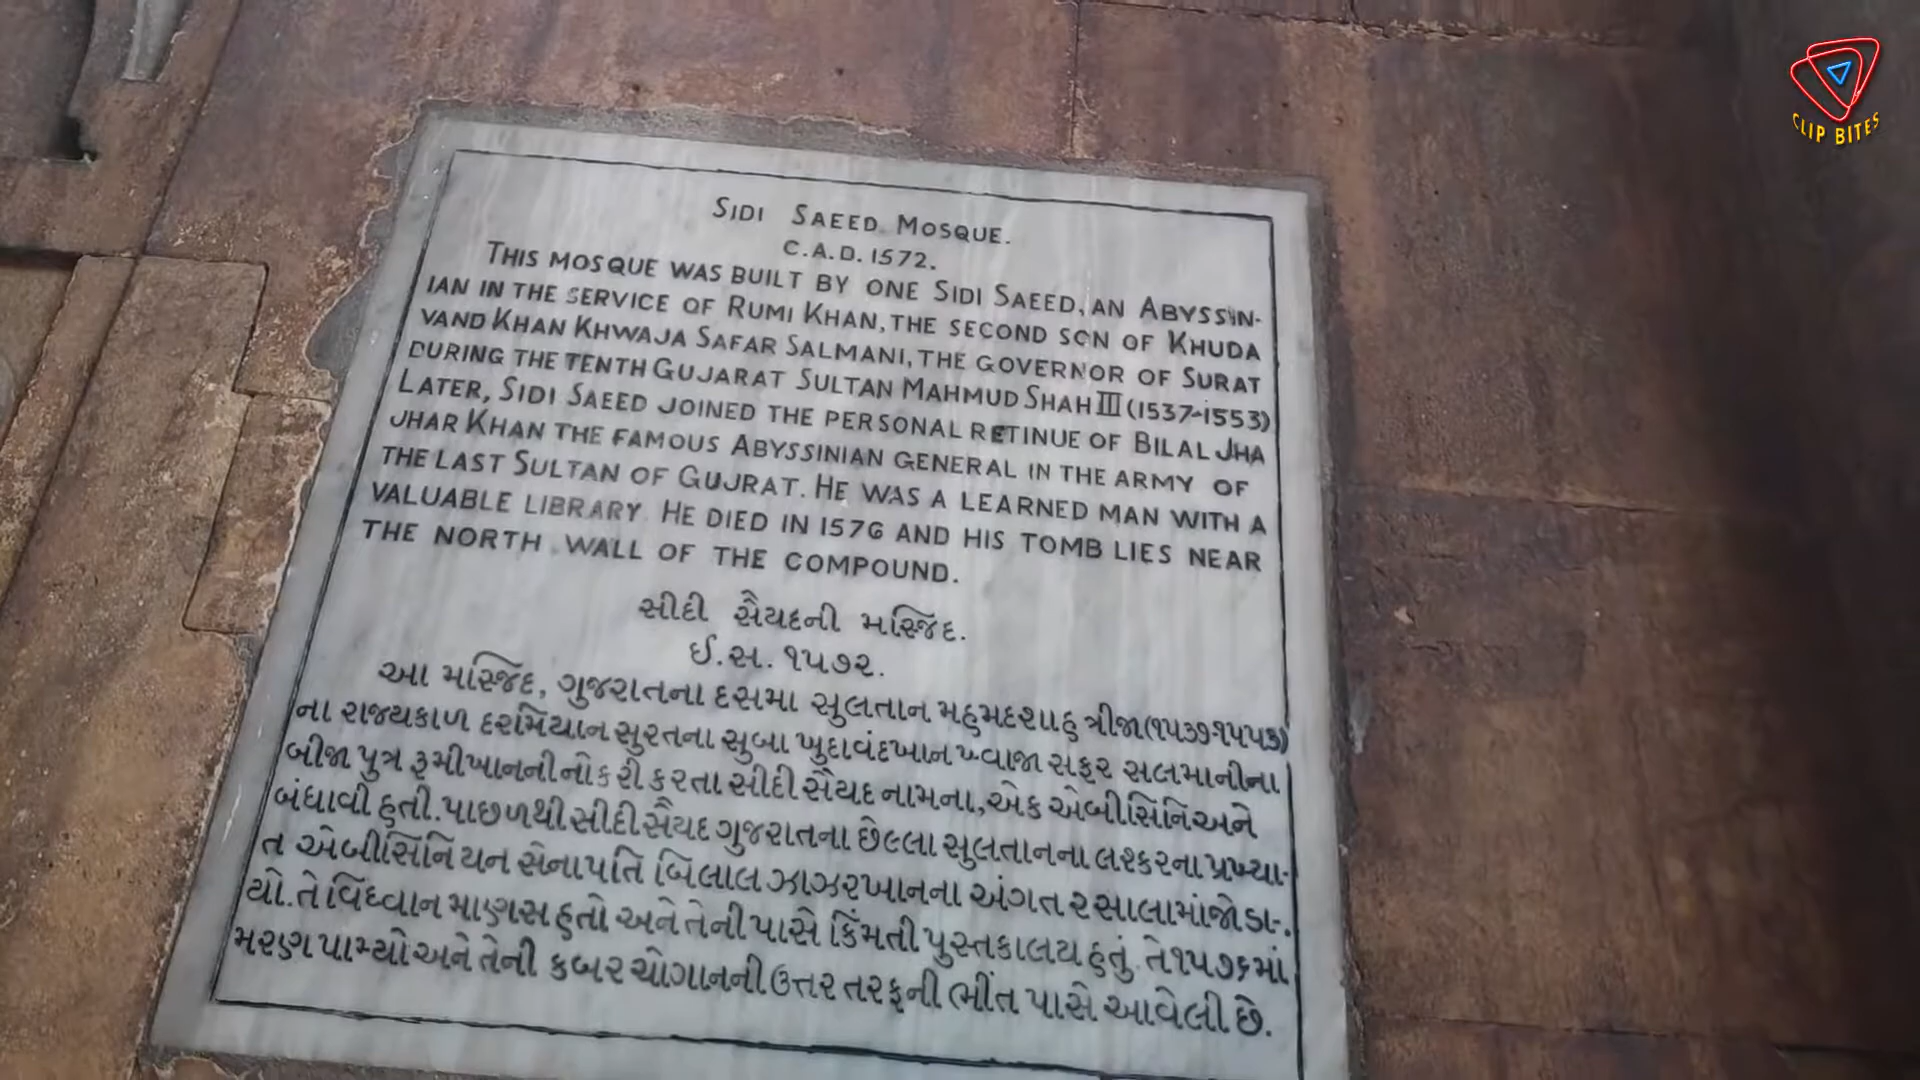 SIDI SAEED MOSQUE.
C.A.D. 1572.
THIS MOSQUE WAS BUILT BY ONE SIDI SAEED, AN ABYSSIN-
IAN IN THE SERVICE OF RUMI KHAN, THE SECOND SON OF KHUDA
VAND KHAN KHWAJA SAFAR SALMANI, THE GOVERNOR OF SURAT
DURING THE TENTH GUJARAT SULTAN MAHMUD SHAH III (1537-1553)
LATER, SIDI SAEED JOINED THE PERSONAL RETINUE OF BILAL JHA
JHAR KHAN THE FAMOUS ABYSSINIAN GENERAL IN THE ARMY OF
THE LAST SULTAN OF GUJRAT. HE WAS A LEARNED MAN WITH A
VALUABLE LIBRARY. HE DIED IN 1576 AND HIS TOMB LIES NEAR
THE NORTH WALL OF THE COMPOUND.
સીદી સૈયદની મસ્જિદ.
ઈ.સ. ૧૫૭૨.
આ મસ્જિદ, ગુજરાતના દસમા સુલતાન મહમદશાહ ત્રીજા(૧૫૩૭-૧૫૫૩)
ના રાજ્યકાળ દરમિયાન સુરતના સુબા ખુદાવંદખાન ખ્વાજા સફર સલમાનીના
બીજા પુત્ર રૂમીખાનની નોકરી કરતા સીદી સૈયદ નામના, એક એબીસિનિઅને
બંધાવી હતી. પાછળથી સીદી સૈયદ ગુજરાતના છેલ્લા સુલતાનના લશ્કરના પ્રખ્યા-
ત એબીસિનિયન સેનાપતિ બિલાલ ઝાઝરખાનના અંગત રસાલામાં જોડા-
યો. તે વિદ્વાન માણસ હતો અને તેની પાસે કિંમતી પુસ્તકાલય હતું. તે ૧૫૭૬માં
મરણ પામ્યો અને તેની કબર ચોગાનની ઉત્તર તરફની ભીંત પાસે આવેલી છે.
CLIP BITES